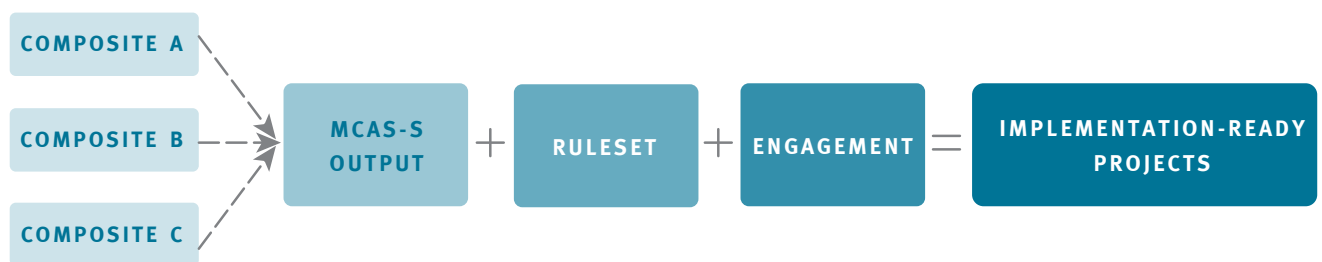 COMPOSITE A
COMPOSITE B
COMPOSITE C
MCAS-S
OUTPUT
+
RULESET
+
ENGAGEMENT
=
IMPLEMENTATION-READY
PROJECTS